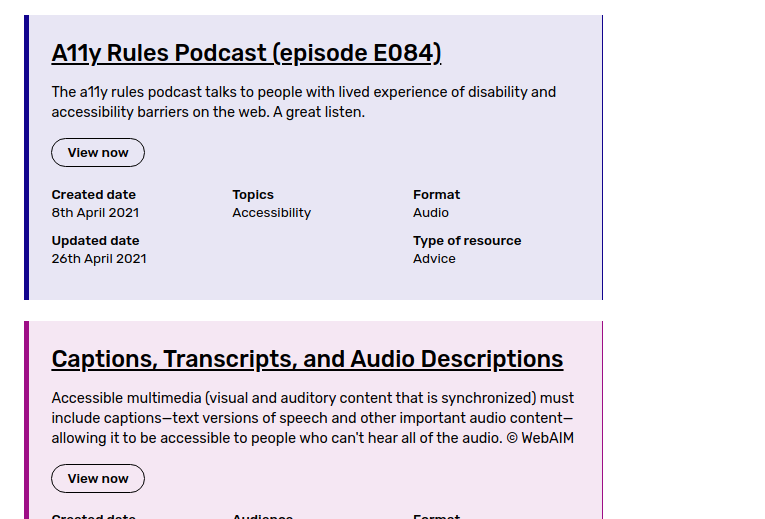 A11y Rules Podcast (episode E084)
The a11y rules podcast talks to people with lived experience of disability and
accessibility barriers on the web. A great listen.
View now
Created date Topics Format
8th April 2021 Accessibility Audio
Updated date Type of resource
26th April 2021 Advice
Captions, Transcripts, and Audio Descriptions
Accessible multimedia (visual and auditory content that is synchronized) must
include captions—text versions of speech and other important audio content—
allowing it to be accessible to people who can't hear all of the audio. © WebAIM
View now
Created date Audience Format